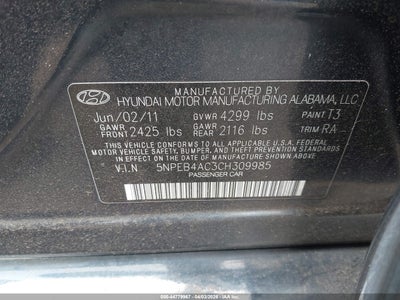 MANUFACTURED BY
HYUNDAI MOTOR MANUFACTURING ALABAMA, LLC
Jun/02/11 GVWR 4299 lbs PAINT T3
GAWR FRONT 2425 lbs GAWR REAR 2116 lbs TRIM RA
THIS VEHICLE CONFORMS TO ALL APPLICABLE FEDERAL
MOTOR VEHICLE SAFETY, BUMPER, AND THEFT PREVENTION
STANDARDS IN EFFECT ON THE DATE OF MANUFACTURE SHOWN ABOVE.
V.I.N 5NPEB4AC3CH309985
PASSENGER CAR